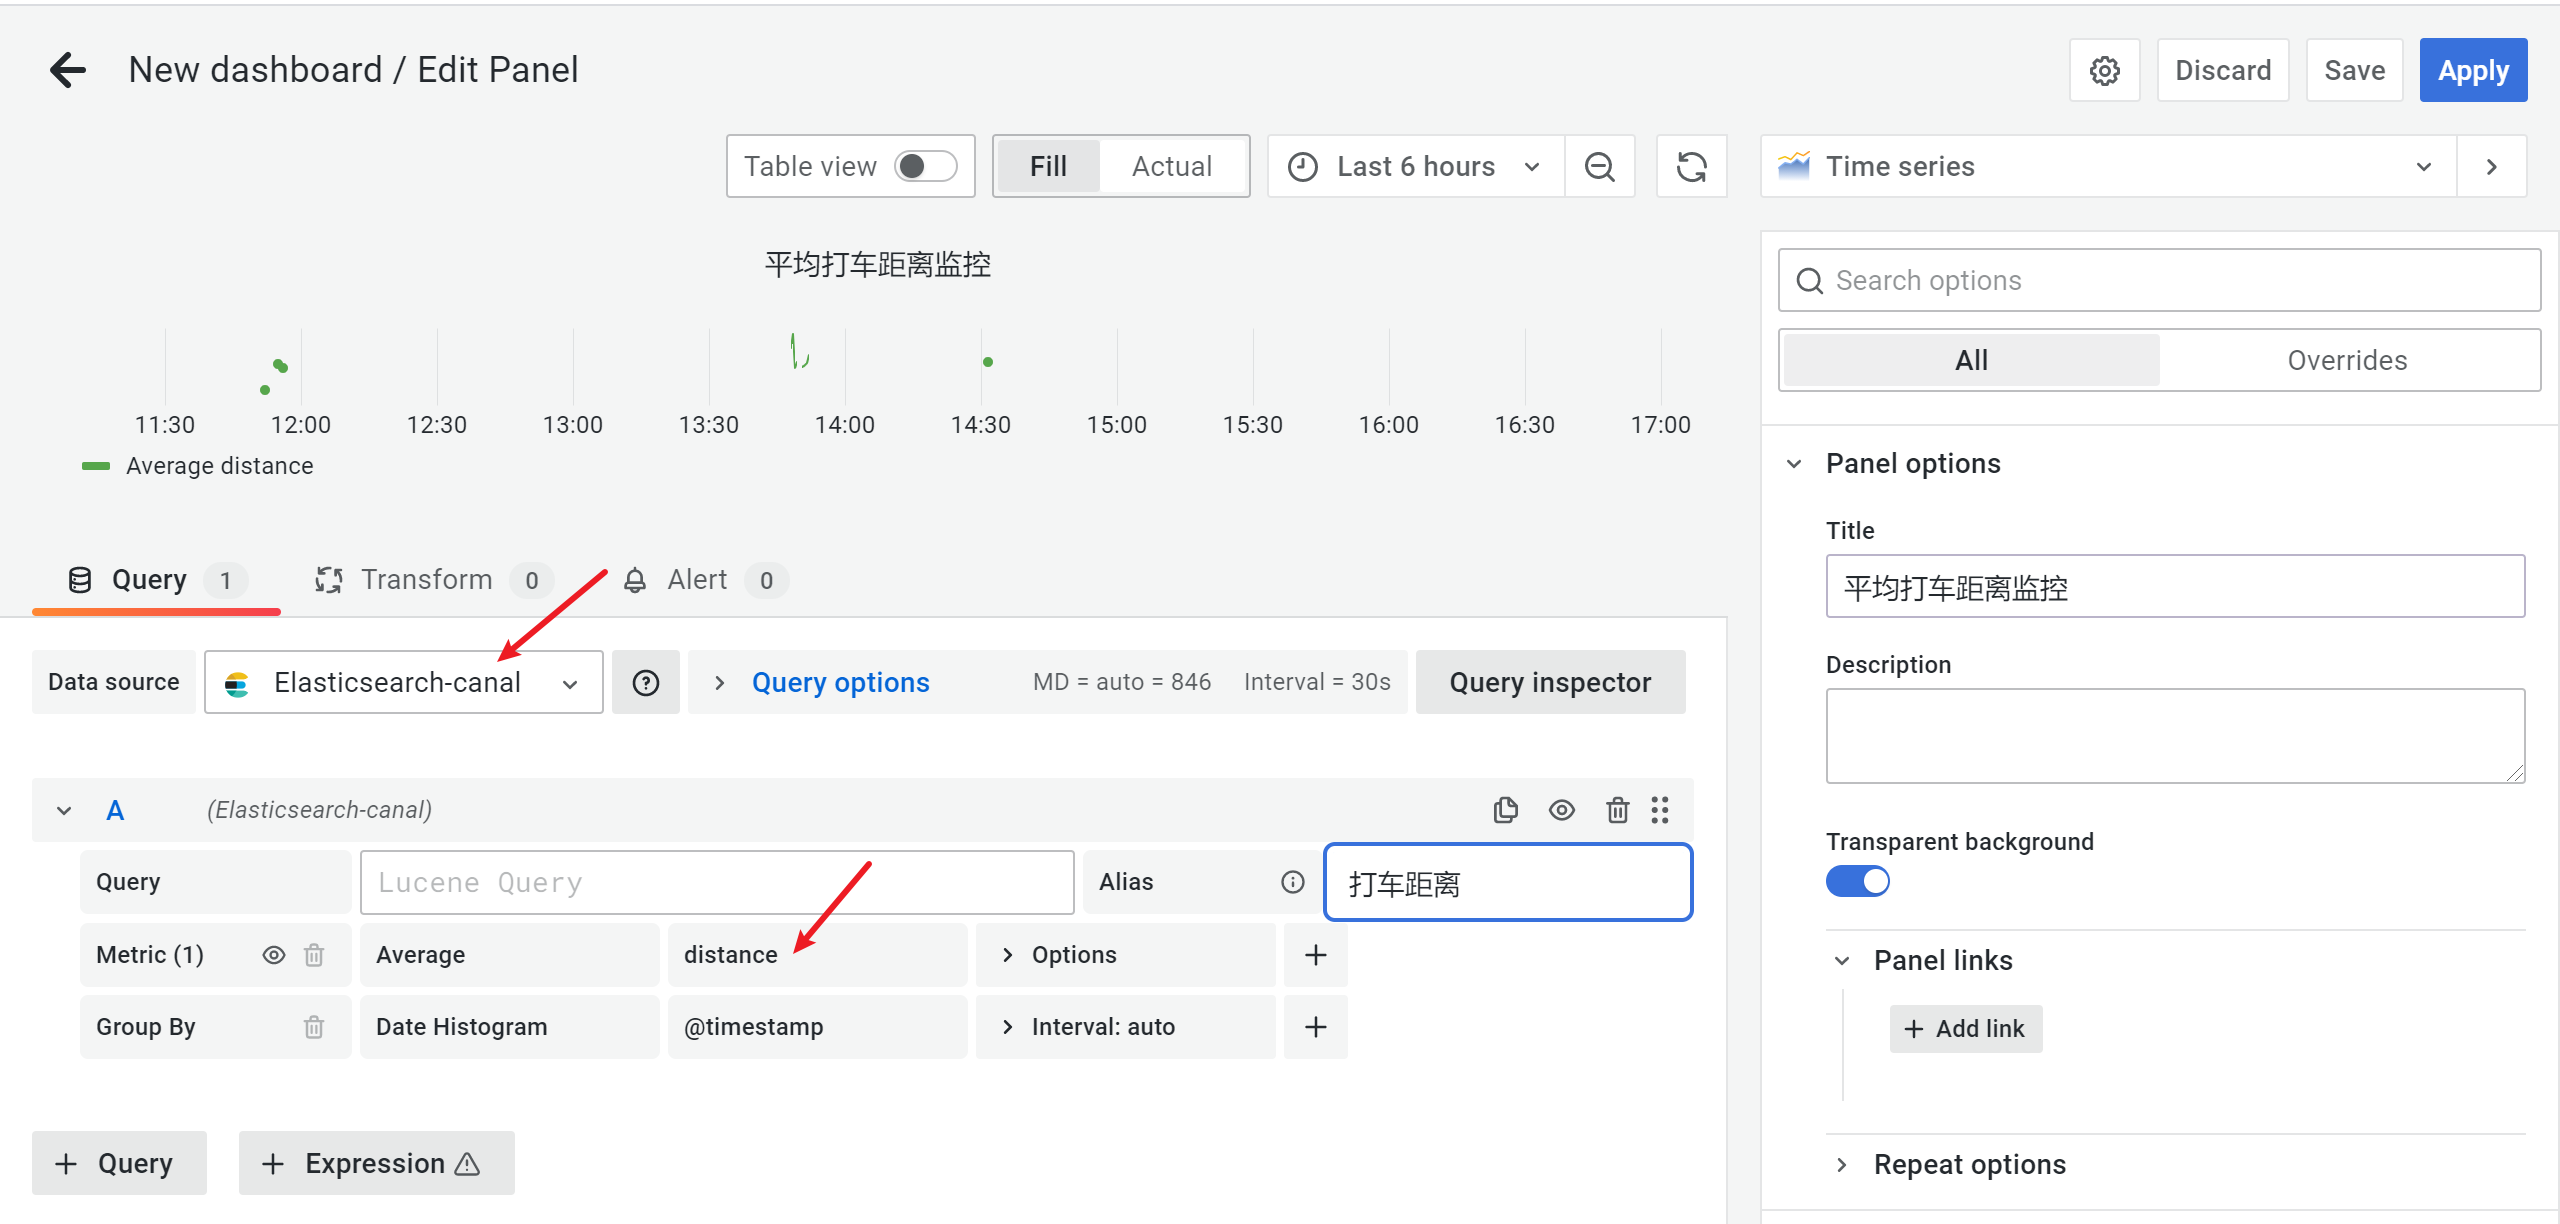 New dashboard / Edit Panel
Discard
Save
Apply
Table view
Fill
Actual
Last 6 hours
Time series
平均打车距离监控
11:30
12:00
12:30
13:00
13:30
14:00
14:30
15:00
15:30
16:00
16:30
17:00
Average distance
Search options
All
Overrides
Panel options
Title
平均打车距离监控
Description
Transparent background
Panel links
+ Add link
Repeat options
Query 1
Transform 0
Alert 0
Data source
Elasticsearch-canal
Query options
MD = auto = 846
Interval = 30s
Query inspector
A
(Elasticsearch-canal)
Query
Lucene Query
Alias
打车距离
Metric (1)
Average
distance
Options
+
Group By
Date Histogram
@timestamp
Interval: auto
+
+ Query
+ Expression